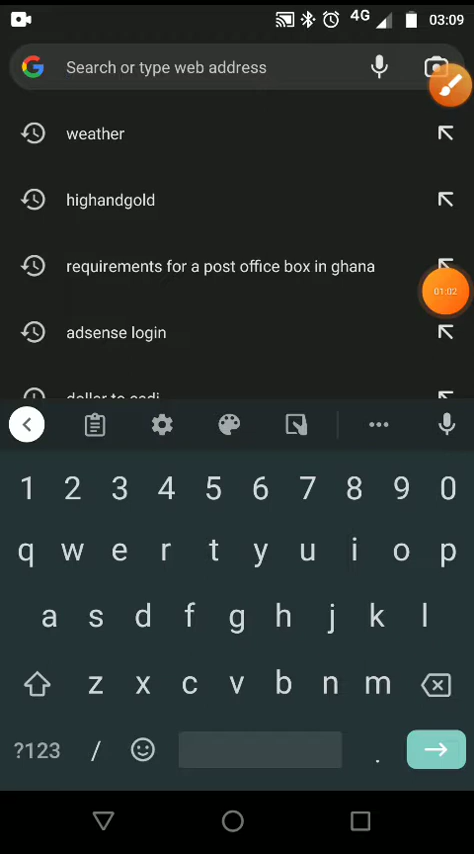 4G 03:09
Search or type web address
weather
highandgold
requirements for a post office box in ghana
01:02
adsense login
1 2 3 4 5 6 7 8 9 0
q w e r t y u i o p
a s d f g h j k l
z x c v b n m
?123 / .